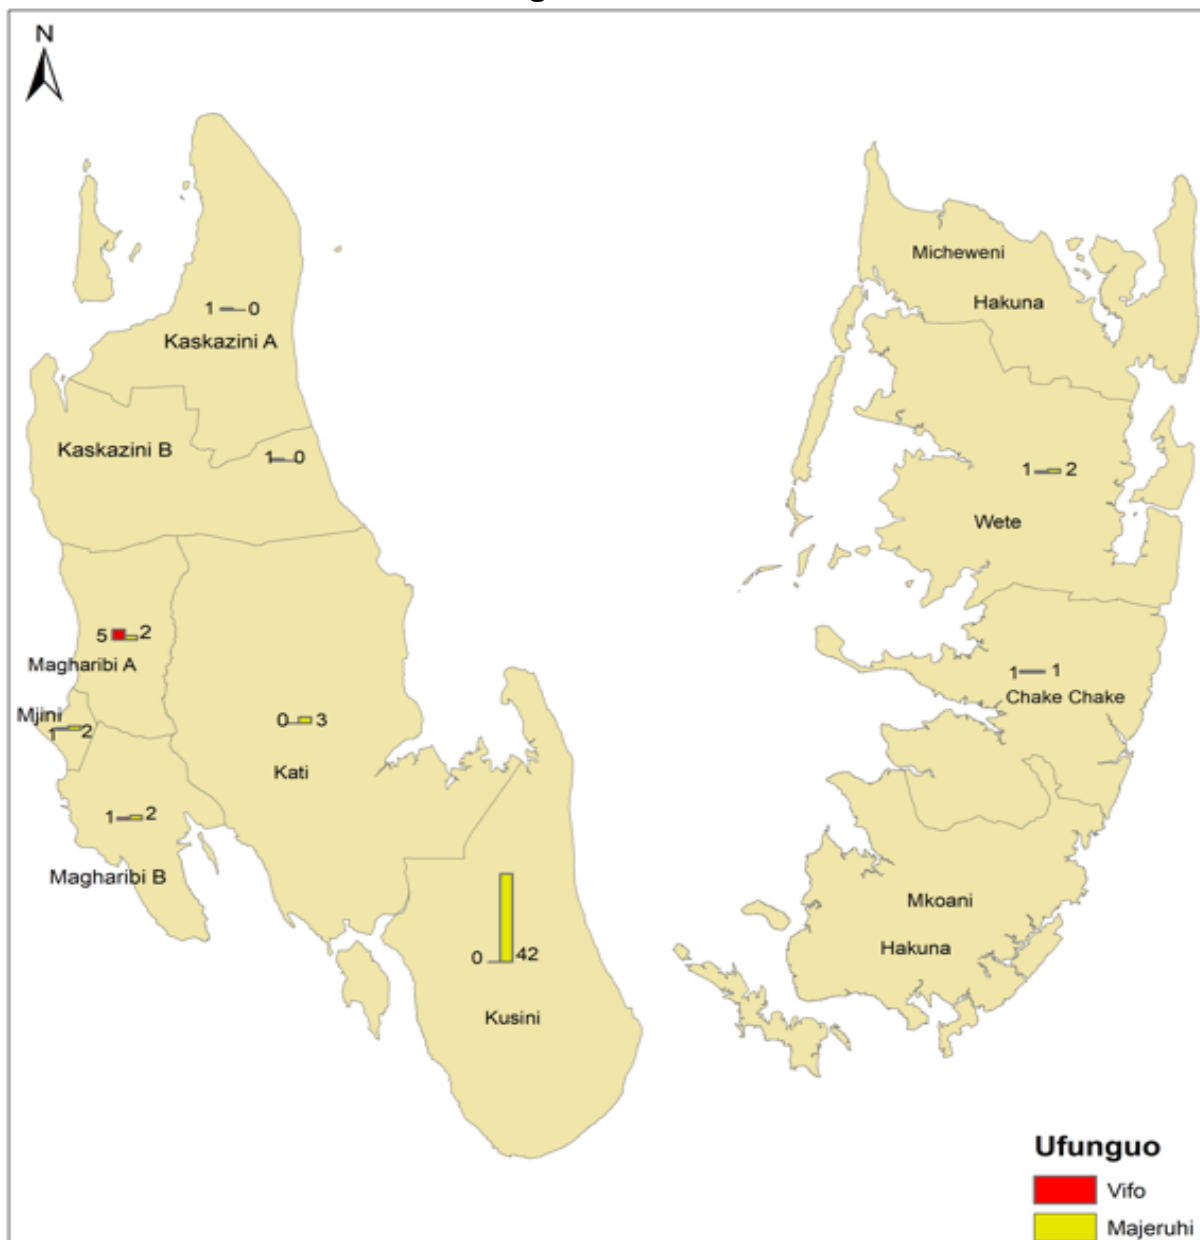 N
Micheweni
Hakuna
1 0
Kaskazini A
Kaskazini B
1 0
1 2
Wete
5 2
Magharibi A
1 1
Chake Chake
Mjini
1 2
0 3
Kati
1 2
Magharibi B
Mkoani
Hakuna
0 42
Kusini
Ufunguo
Vifo
Majeruhi